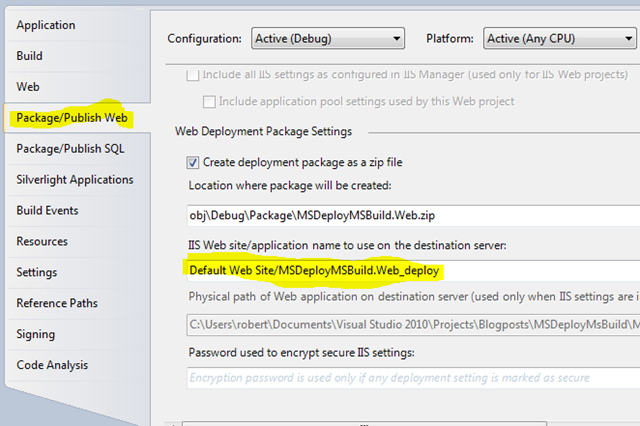 Application
Build
Web
Package/Publish Web
Package/Publish SQL
Silverlight Applications
Build Events
Resources
Settings
Reference Paths
Signing
Code Analysis
Configuration: Active (Debug) Platform: Active (Any CPU)
Include all IIS settings as configured in IIS Manager (used only for IIS Web projects)
Include application pool settings used by this Web project
Web Deployment Package Settings
Create deployment package as a zip file
Location where package will be created:
obj\Debug\Package\MSDeployMSBuild.Web.zip
IIS Web site/application name to use on the destination server:
Default Web Site/MSDeployMSBuild.Web_deploy
Physical path of Web application on destination server (used only when IIS settings are i
C:\Users\robert\Documents\Visual Studio 2010\Projects\Blogposts\MSDeployMsBuild\M
Password used to encrypt secure IIS settings:
Encryption password is used only if any deployment setting is marked as secure